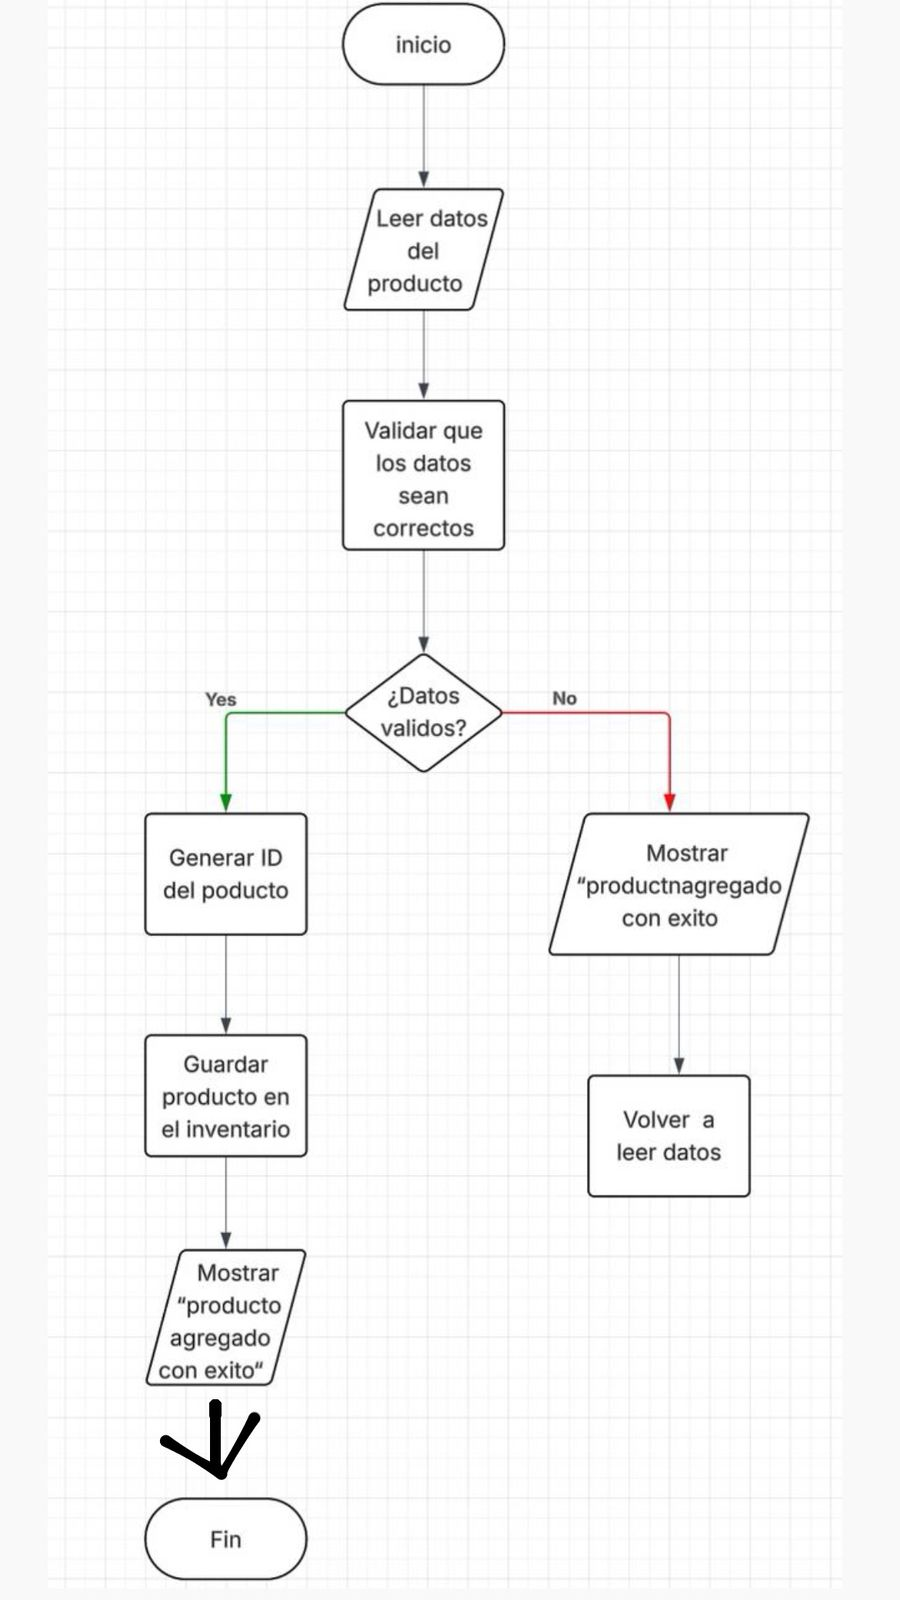 inicio
Leer datos
del
producto
Validar que
los datos
sean
correctos
¿Datos
validos?
Yes
No
Generar ID
del poducto
Guardar
producto en
el inventario
Mostrar
“producto
agregado
con exito“
Fin
Mostrar
“productnagregado
con exito
Volver a
leer datos